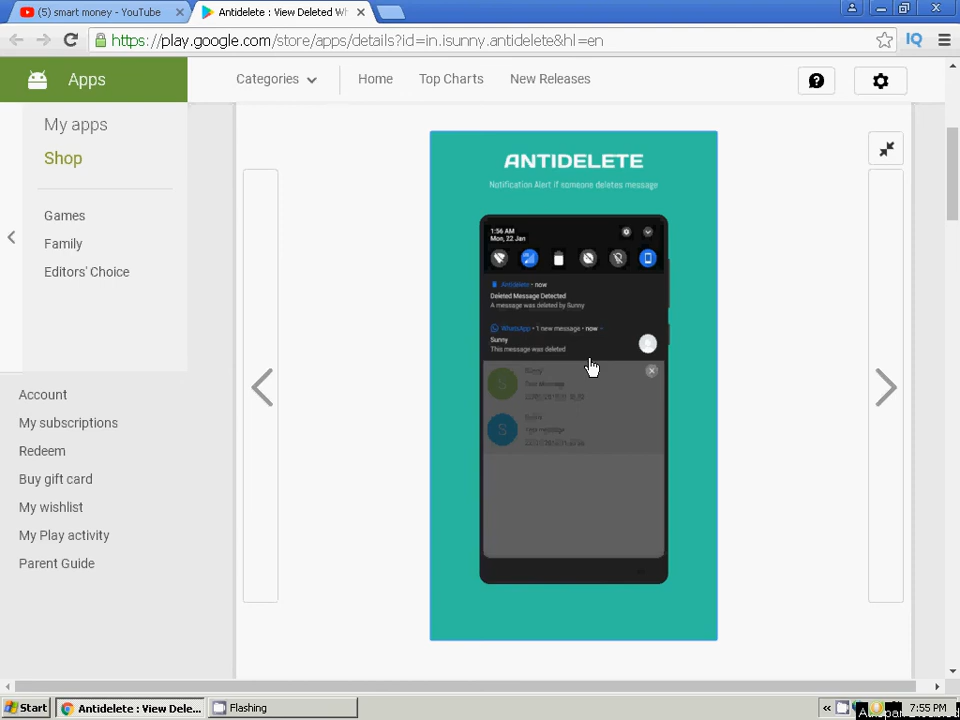 (5) smart money - YouTube
Antidelete : View Deleted Wh
https://play.google.com/store/apps/details?id=in.isunny.antidelete&hl=en
IQ
Apps
Categories
Home
Top Charts
New Releases
My apps
Shop
Games
Family
Editors' Choice
Account
My subscriptions
Redeem
Buy gift card
My wishlist
My Play activity
Parent Guide
ANTIDELETE
Notification Alert if someone deletes message
1:56 AM
Mon, 22 Jan
Antidelete • now
Deleted Message Detected
A message was deleted by Sunny
WhatsApp • 1 new message • now
Sunny
This message was deleted
S
S
Start
Antidelete : View Dele...
Flashing
7:55 PM